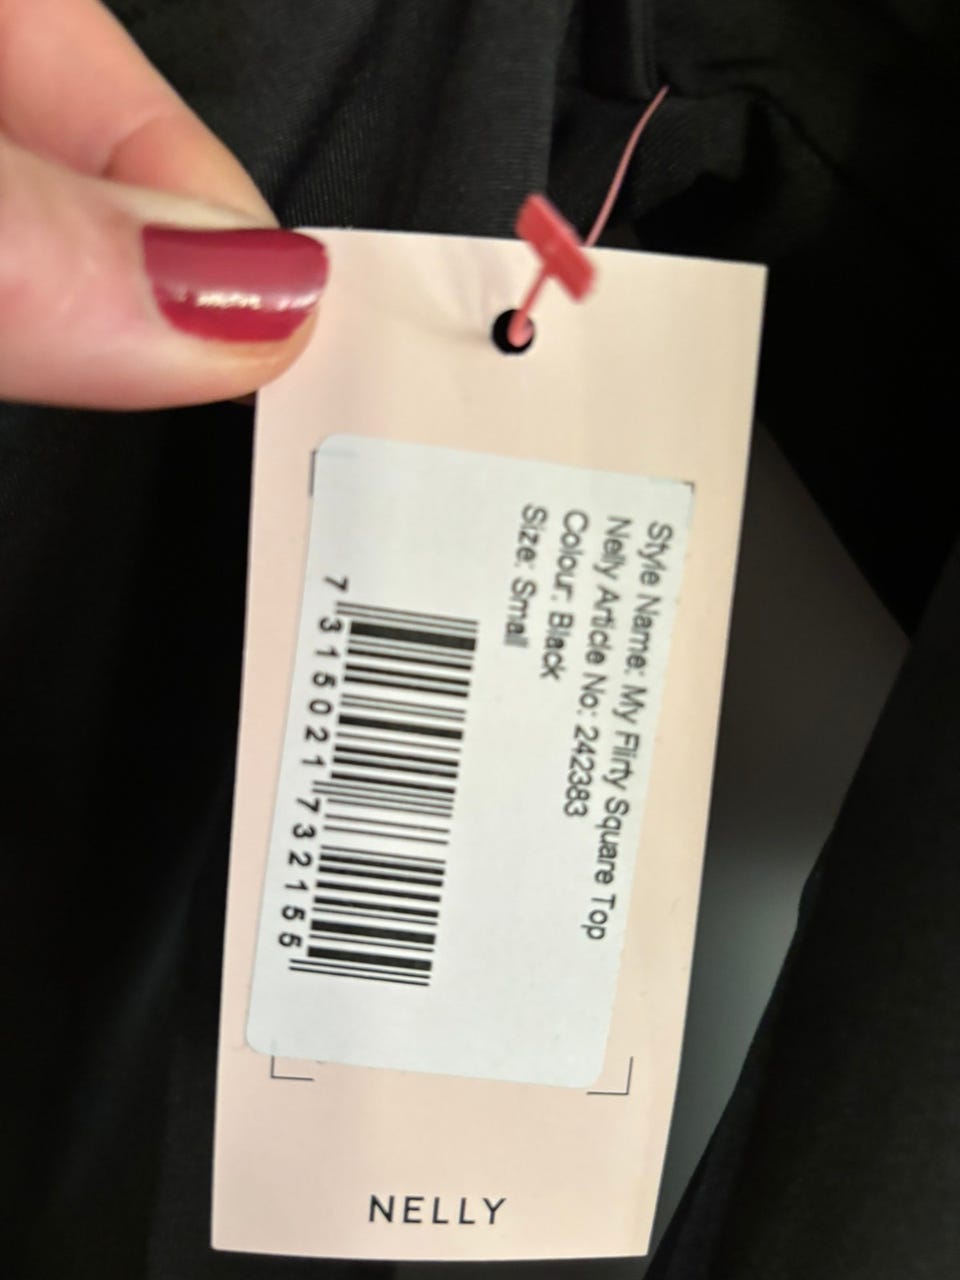 Style Name: My Flirty Square Top
Nelly Article No: 242383
Colour: Black
Size: Small
7 315021 732155
NELLY